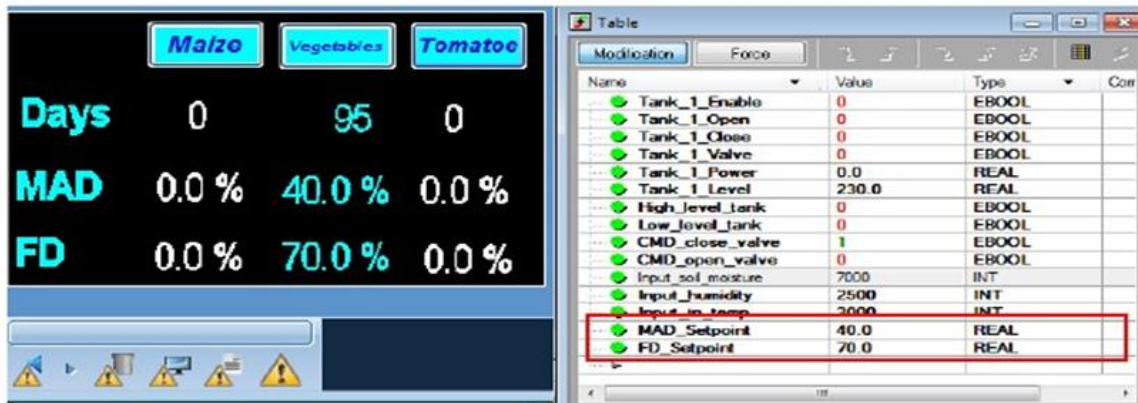 Maize Vegetables Tomatoe
Days 0 95 0
MAD 0.0 % 40.0 % 0.0 %
FD 0.0 % 70.0 % 0.0 %
Table
Modification Force
Name Value Type Com
Tank_1_Enable 0 EBOOL
Tank_1_Open 0 EBOOL
Tank_1_Close 0 EBOOL
Tank_1_Valve 0 EBOOL
Tank_1_Power 0.0 REAL
Tank_1_Level 230.0 REAL
High_level_tank 0 EBOOL
Low_level_tank 0 EBOOL
CMD_close_valve 1 EBOOL
CMD_open_valve 0 EBOOL
Input_soil_moisture 7000 INT
Input_humidity 2500 INT
Input_in_temp 3000 INT
MAD_Setpoint 40.0 REAL
FD_Setpoint 70.0 REAL